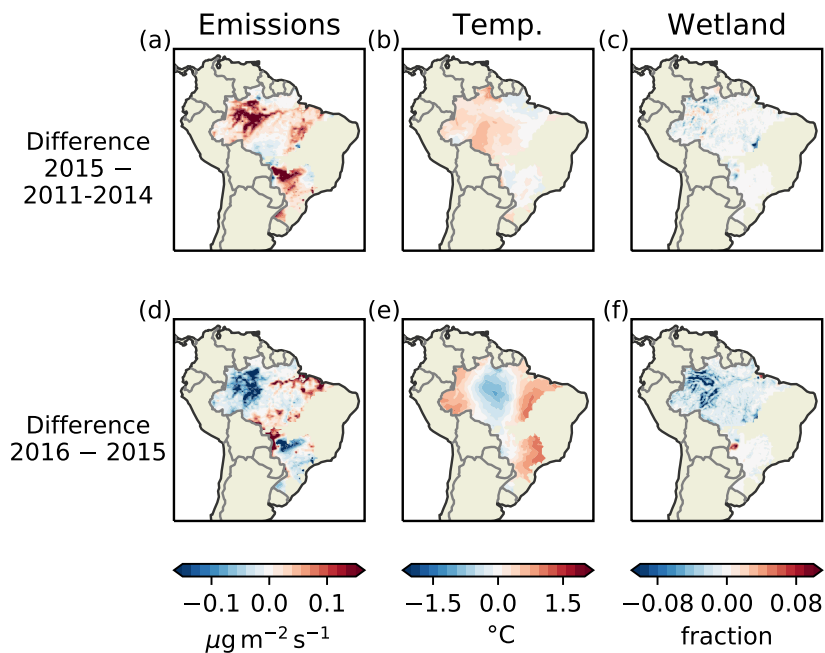 Emissions Temp. Wetland
(a) (b) (c)
Difference
2015 −
2011-2014
(d) (e) (f)
Difference
2016 − 2015
−0.1 0.0 0.1 −1.5 0.0 1.5 −0.08 0.00 0.08
μg m⁻² s⁻¹ °C fraction